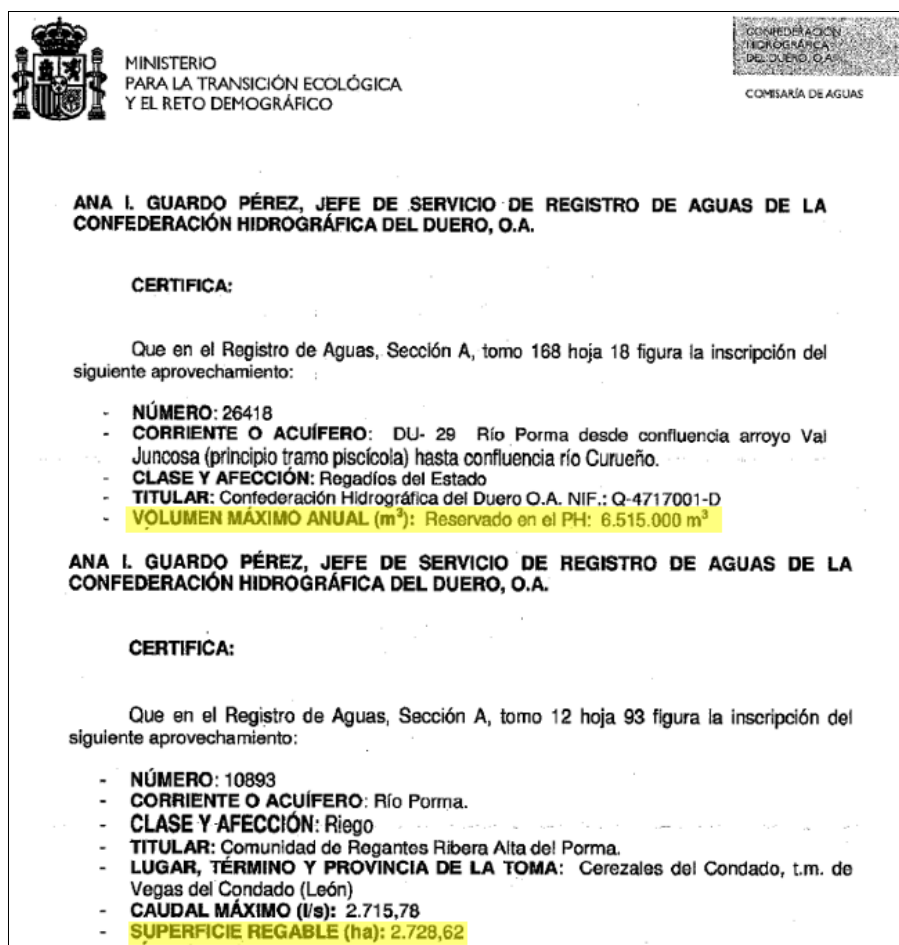 MINISTERIO
PARA LA TRANSICIÓN ECOLÓGICA
Y EL RETO DEMOGRÁFICO
CONFEDERACIÓN
HIDROGRÁFICA
DEL DUERO, O.A.
COMISARÍA DE AGUAS
ANA I. GUARDO PÉREZ, JEFE DE SERVICIO DE REGISTRO DE AGUAS DE LA
CONFEDERACIÓN HIDROGRÁFICA DEL DUERO, O.A.
CERTIFICA:
Que en el Registro de Aguas, Sección A, tomo 168 hoja 18 figura la inscripción del
siguiente aprovechamiento:
- NÚMERO: 26418
- CORRIENTE O ACUÍFERO: DU- 29 Río Porma desde confluencia arroyo Val
Juncosa (principio tramo piscícola) hasta confluencia río Curueño.
- CLASE Y AFECCIÓN: Regadíos del Estado
- TITULAR: Confederación Hidrográfica del Duero O.A. NIF.: Q-4717001-D
- VOLUMEN MÁXIMO ANUAL (m³): Reservado en el PH: 6.515.000 m³
ANA I. GUARDO PÉREZ, JEFE DE SERVICIO DE REGISTRO DE AGUAS DE LA
CONFEDERACIÓN HIDROGRÁFICA DEL DUERO, O.A.
CERTIFICA:
Que en el Registro de Aguas, Sección A, tomo 12 hoja 93 figura la inscripción del
siguiente aprovechamiento:
- NÚMERO: 10893
- CORRIENTE O ACUÍFERO: Río Porma.
- CLASE Y AFECCIÓN: Riego
- TITULAR: Comunidad de Regantes Ribera Alta del Porma.
- LUGAR, TÉRMINO Y PROVINCIA DE LA TOMA: Cerezales del Condado, t.m. de
Vegas del Condado (León)
- CAUDAL MÁXIMO (l/s): 2.715,78
- SUPERFICIE REGABLE (ha): 2.728,62